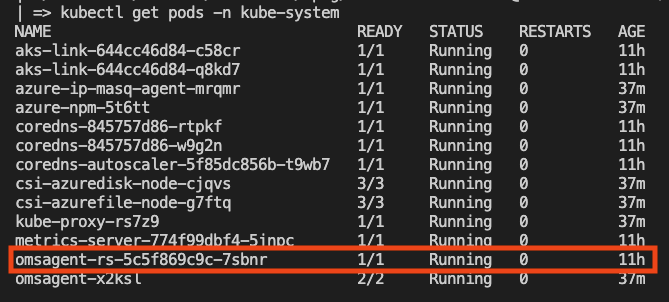 | => kubectl get pods -n kube-system
NAME READY STATUS RESTARTS AGE
aks-link-644cc46d84-c58cr 1/1 Running 0 11h
aks-link-644cc46d84-q8kd7 1/1 Running 0 11h
azure-ip-masq-agent-mrqmr 1/1 Running 0 37m
azure-npm-5t6tt 1/1 Running 0 37m
coredns-845757d86-rtpkf 1/1 Running 0 11h
coredns-845757d86-w9g2n 1/1 Running 0 11h
coredns-autoscaler-5f85dc856b-t9wb7 1/1 Running 0 11h
csi-azuredisk-node-cjqvs 3/3 Running 0 37m
csi-azurefile-node-g7ftq 3/3 Running 0 37m
kube-proxy-rs7z9 1/1 Running 0 37m
metrics-server-774f99dbf4-5jnpc 1/1 Running 0 11h
omsagent-rs-5c5f869c9c-7sbnr 1/1 Running 0 11h
omsagent-x2ksl 2/2 Running 0 37m